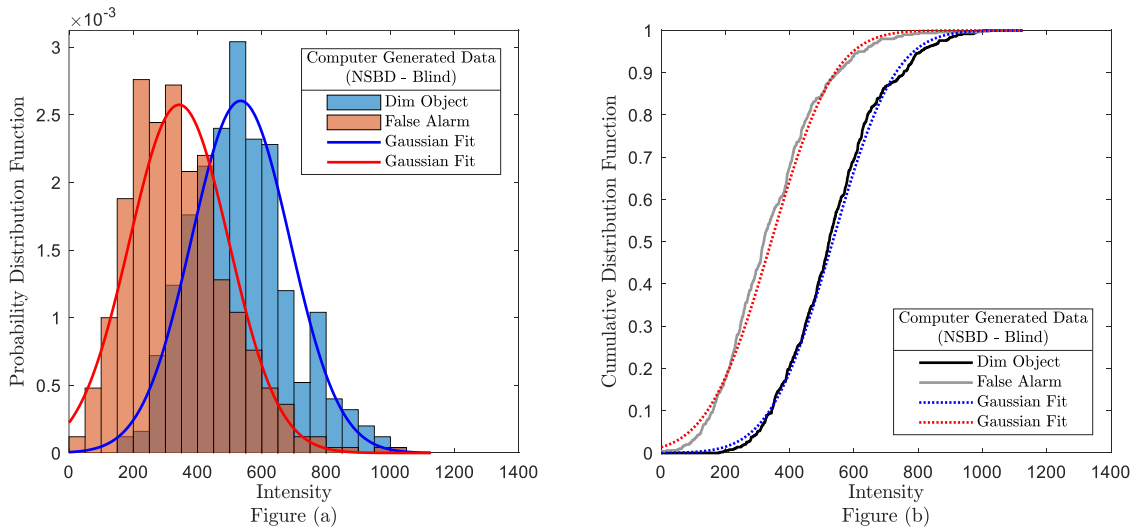 ×10⁻³
3
2.5
2
1.5
1
0.5
0
0 200 400 600 800 1000 1200 1400
Probability Distribution Function
Intensity
Figure (a)
Computer Generated Data
(NSBD - Blind)
Dim Object
False Alarm
Gaussian Fit
Gaussian Fit
1
0.9
0.8
0.7
0.6
0.5
0.4
0.3
0.2
0.1
0
0 200 400 600 800 1000 1200 1400
Cumulative Distribution Function
Intensity
Figure (b)
Computer Generated Data
(NSBD - Blind)
Dim Object
False Alarm
Gaussian Fit
Gaussian Fit